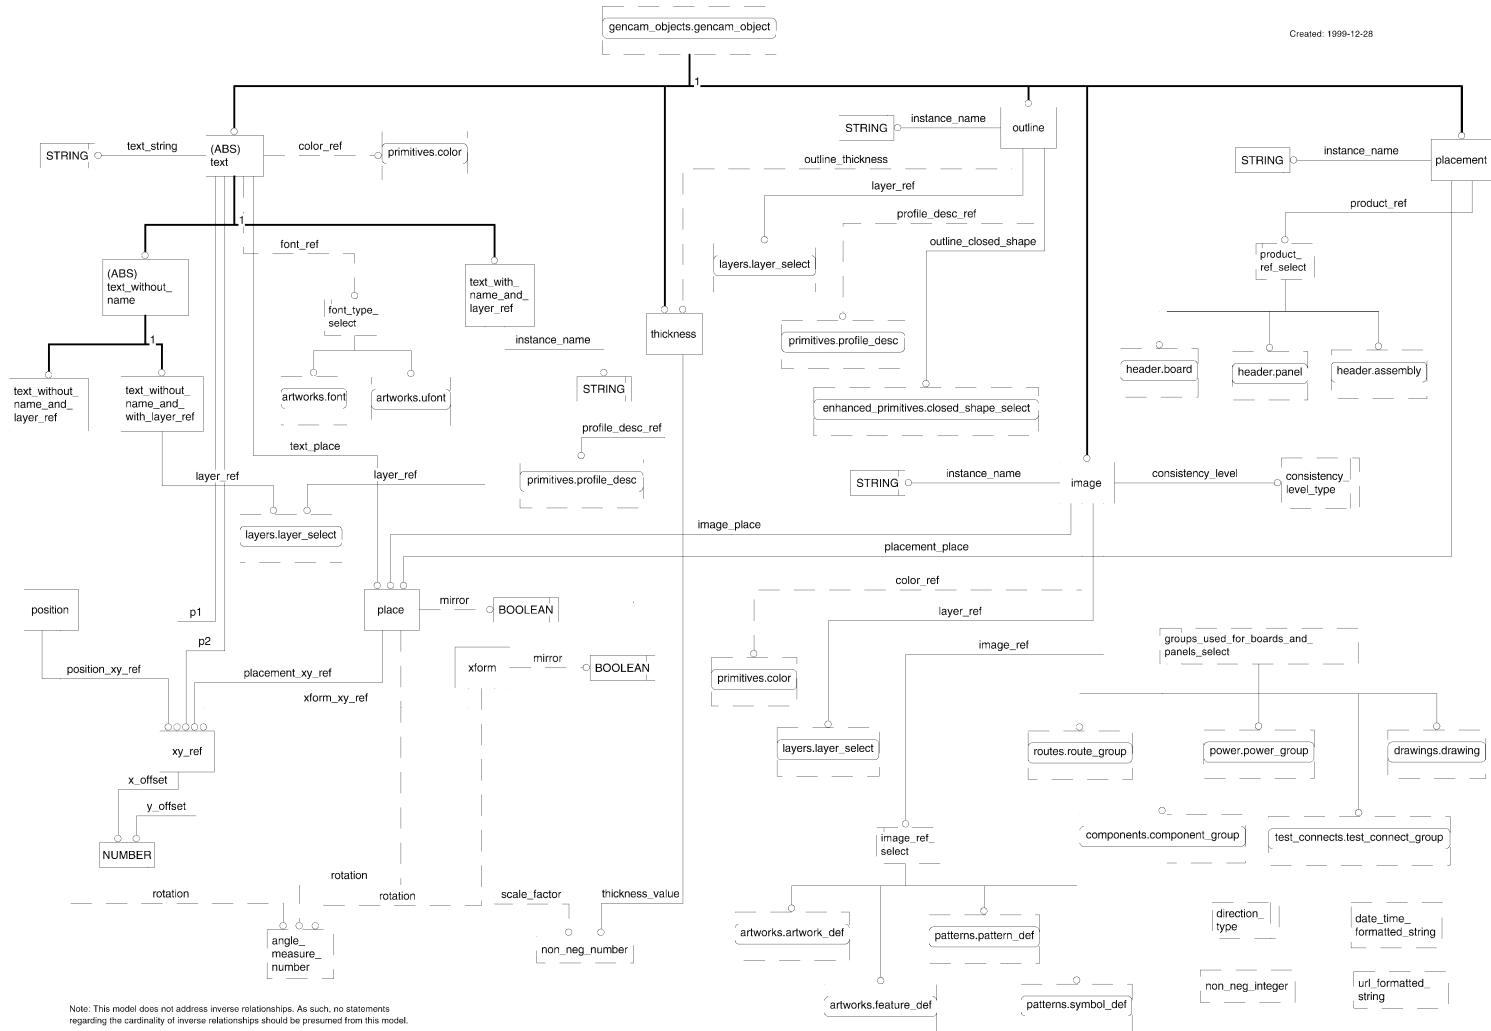 gencam_objects.gencam_object
Created: 1999-12-28
1
STRING
text_string
(ABS)
text
color_ref
primitives.color
STRING
instance_name
outline
STRING
instance_name
placement
outline_thickness
layer_ref
profile_desc_ref
outline_closed_shape
product_ref
1
font_ref
layers.layer_select
product_
ref_select
(ABS)
text_without_
name
text_with_
name_and_
layer_ref
font_type_
select
thickness
primitives.profile_desc
1
instance_name
header.board
header.panel
header.assembly
text_without_
name_and_
layer_ref
text_without_
name_and_
with_layer_ref
artworks.font
artworks.ufont
STRING
enhanced_primitives.closed_shape_select
profile_desc_ref
text_place
layer_ref
layer_ref
primitives.profile_desc
STRING
instance_name
image
consistency_level
consistency_
level_type
layers.layer_select
image_place
placement_place
color_ref
position
p1
place
mirror
BOOLEAN
layer_ref
p2
image_ref
groups_used_for_boards_and_
panels_select
position_xy_ref
placement_xy_ref
xform
mirror
BOOLEAN
xform_xy_ref
primitives.color
xy_ref
layers.layer_select
routes.route_group
power.power_group
drawings.drawing
x_offset
y_offset
NUMBER
image_ref_
select
components.component_group
test_connects.test_connect_group
rotation
rotation
rotation
scale_factor
thickness_value
angle_
measure_
number
non_neg_number
artworks.artwork_def
patterns.pattern_def
direction_
type
date_time_
formatted_string
artworks.feature_def
patterns.symbol_def
non_neg_integer
url_formatted_
string
Note: This model does not address inverse relationships. As such, no statements
regarding the cardinality of inverse relationships should be presumed from this model.